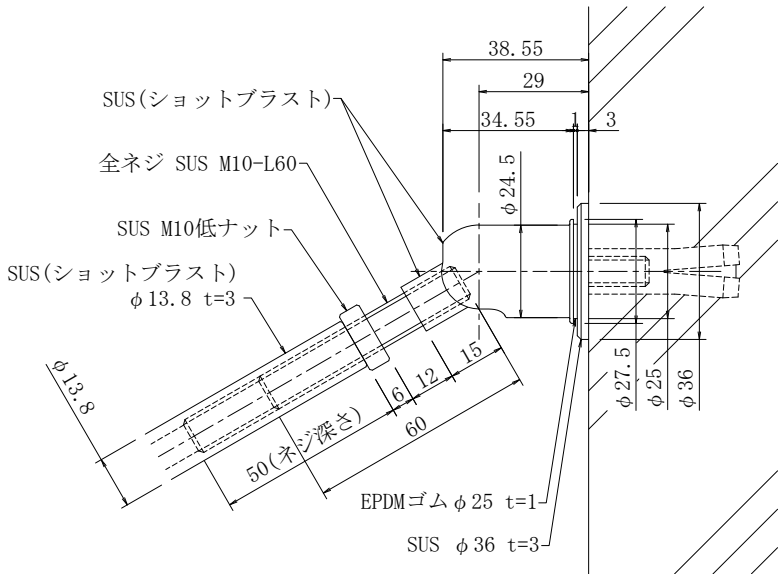 38.55
29
34.55
1
3
SUS(ショットブラスト)
全ネジ SUS M10-L60
SUS M10低ナット
SUS(ショットブラスト)
φ13.8 t=3
φ24.5
φ13.8
15
12
6
60
50(ネジ深さ)
φ27.5
φ25
φ36
EPDMゴムφ25 t=1
SUS φ36 t=3